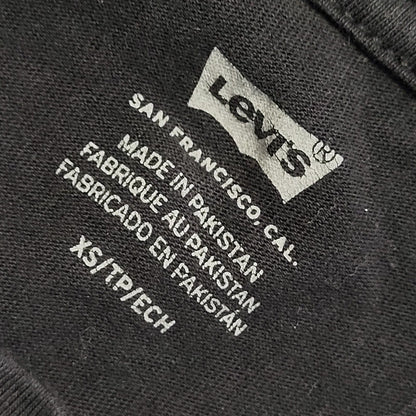 Levi's®
SAN FRANCISCO, CAL.
MADE IN PAKISTAN
FABRIQUE AU PAKISTAN
FABRICADO EN PAKISTÁN
XS/TP/ECH